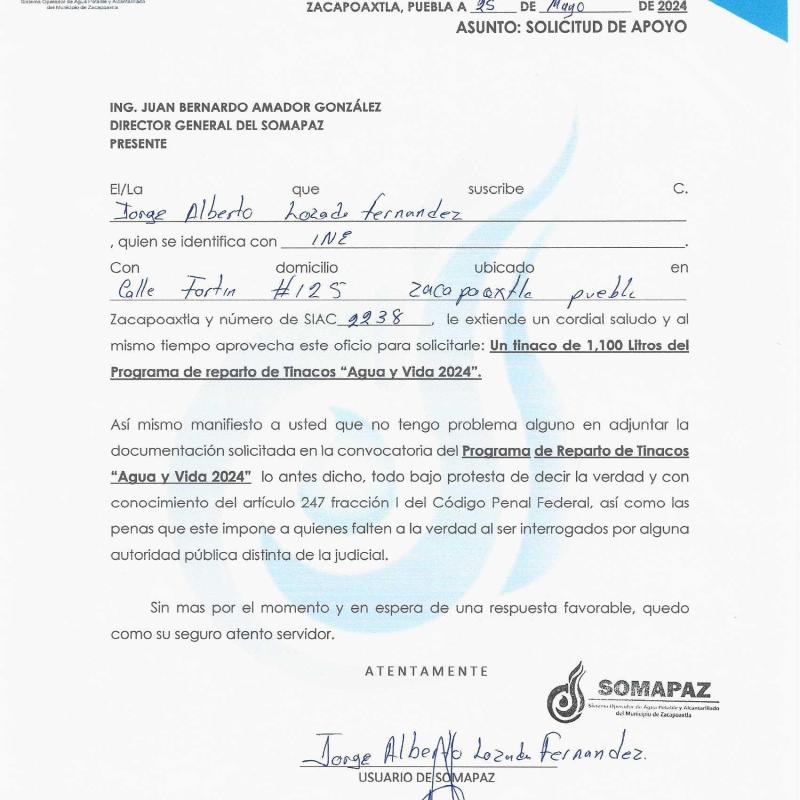 Sistema Operador de Agua Potable y Alcantarillado
del Municipio de Zacapoaxtla
ZACAPOAXTLA, PUEBLA A 25 DE Mayo DE 2024
ASUNTO: SOLICITUD DE APOYO
ING. JUAN BERNARDO AMADOR GONZÁLEZ
DIRECTOR GENERAL DEL SOMAPAZ
PRESENTE
El/La que suscribe C.
Jorge Alberto Lozada fernandez
, quien se identifica con INE.
Con domicilio ubicado en
Calle Fortin #125 Zacapoaxtla puebla
Zacapoaxtla y número de SIAC 2238, le extiende un cordial saludo y al
mismo tiempo aprovecha este oficio para solicitarle: Un tinaco de 1,100 Litros del
Programa de reparto de Tinacos “Agua y Vida 2024”.
Así mismo manifiesto a usted que no tengo problema alguno en adjuntar la
documentación solicitada en la convocatoria del Programa de Reparto de Tinacos
“Agua y Vida 2024” lo antes dicho, todo bajo protesta de decir la verdad y con
conocimiento del artículo 247 fracción I del Código Penal Federal, así como las
penas que este impone a quienes falten a la verdad al ser interrogados por alguna
autoridad pública distinta de la judicial.
Sin mas por el momento y en espera de una respuesta favorable, quedo
como su seguro atento servidor.
ATENTAMENTE
SOMAPAZ
Sistema Operador de Agua Potable y Alcantarillado
del Municipio de Zacapoaxtla
Jorge Alberto Lozada Fernandez.
USUARIO DE SOMAPAZ